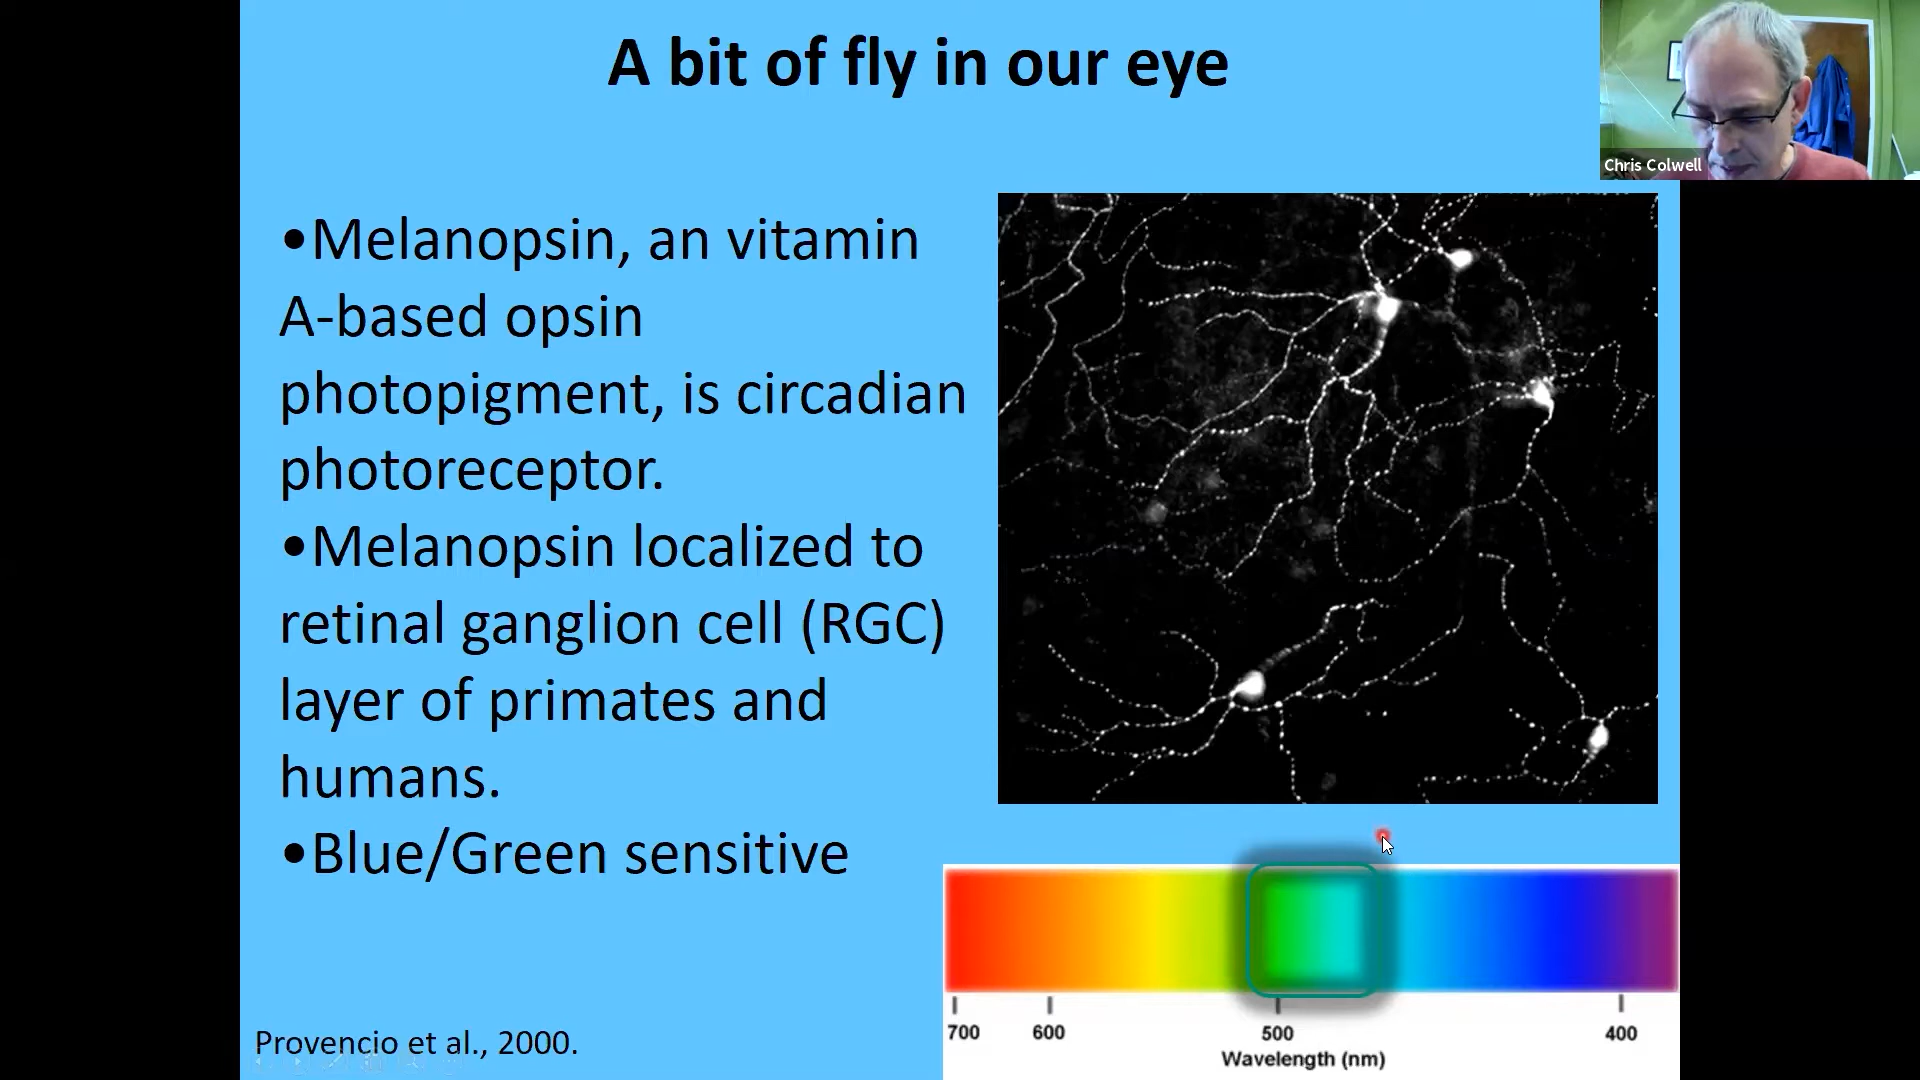 A bit of fly in our eye
Chris Colwell
•Melanopsin, an vitamin
A-based opsin
photopigment, is circadian
photoreceptor.
•Melanopsin localized to
retinal ganglion cell (RGC)
layer of primates and
humans.
•Blue/Green sensitive
700 600 500 400
Wavelength (nm)
Provencio et al., 2000.